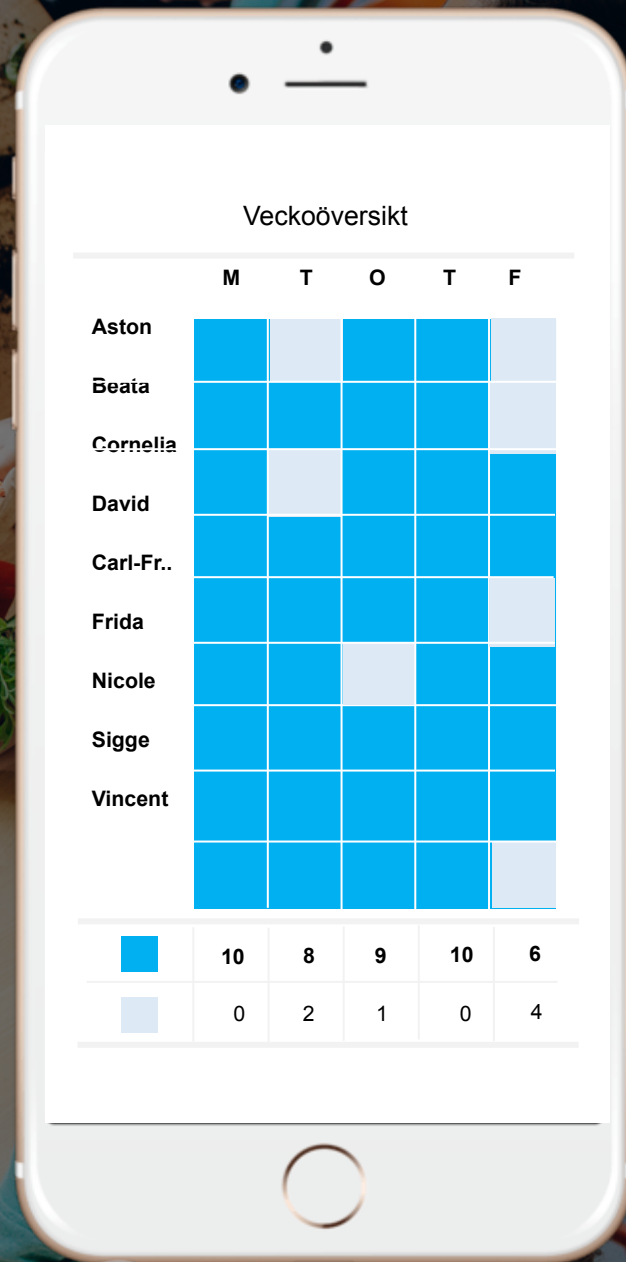 Veckoöversikt
M T O T F
Aston
Beata
Cornelia
David
Carl-Fr..
Frida
Nicole
Sigge
Vincent
10 8 9 10 6
0 2 1 0 4